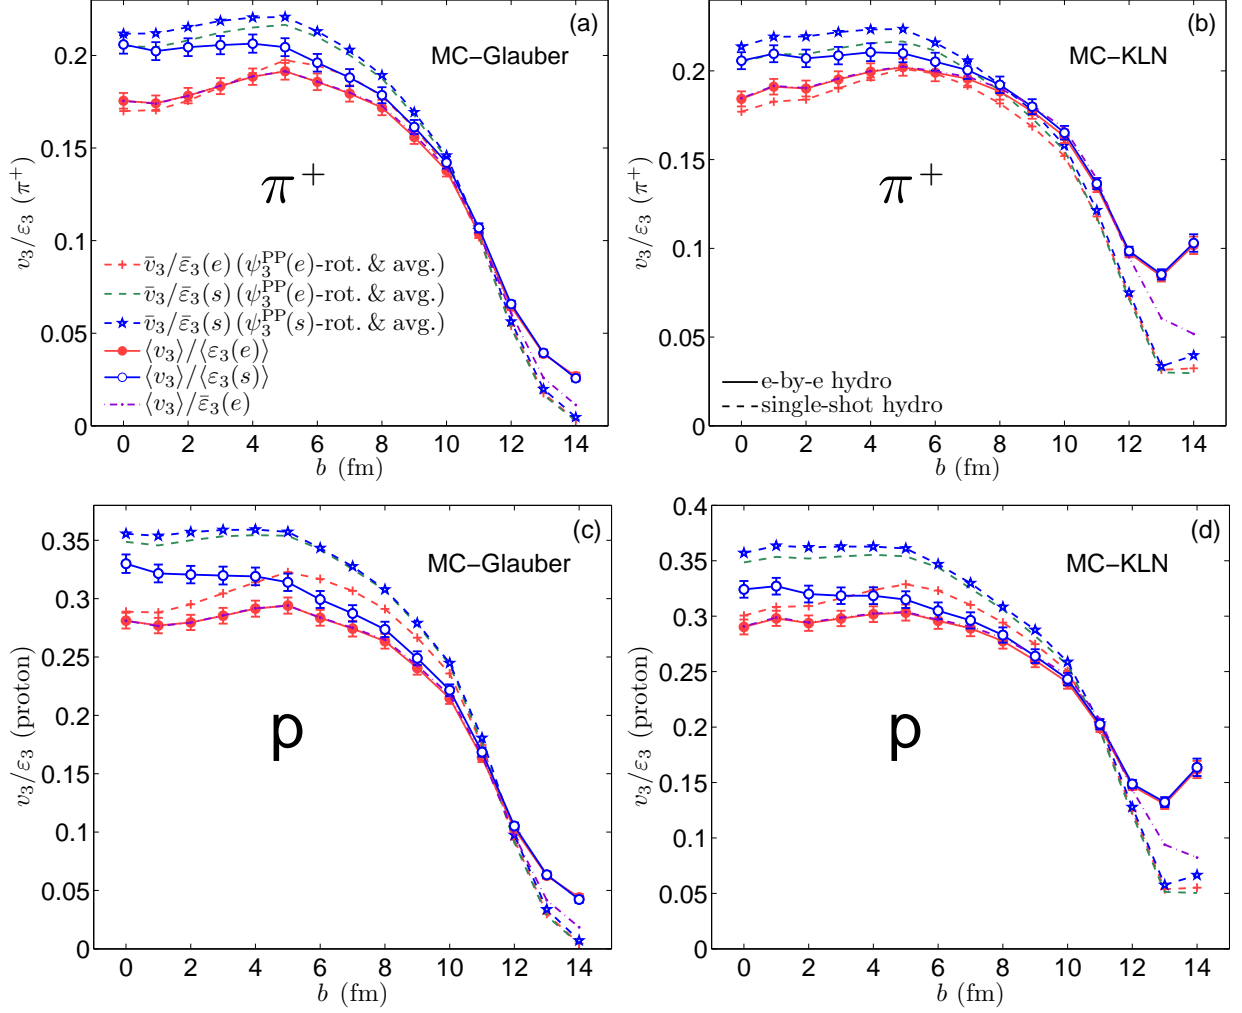 (a)
MC−Glauber
π⁺
v₃/ε₃ (π⁺)
0.2
0.15
0.1
0.05
0
v̄₃/ε̄₃(e) (ψ₃ᴾᴾ(e)-rot. & avg.)
v̄₃/ε̄₃(s) (ψ₃ᴾᴾ(e)-rot. & avg.)
v̄₃/ε̄₃(s) (ψ₃ᴾᴾ(s)-rot. & avg.)
⟨v₃⟩/⟨ε₃(e)⟩
⟨v₃⟩/⟨ε₃(s)⟩
⟨v₃⟩/ε̄₃(e)
0 2 4 6 8 10 12 14
b (fm)
(b)
MC−KLN
π⁺
v₃/ε₃ (π⁺)
0.2
0.15
0.1
0.05
0
e-by-e hydro
single-shot hydro
0 2 4 6 8 10 12 14
b (fm)
(c)
MC−Glauber
p
v₃/ε₃ (proton)
0.35
0.3
0.25
0.2
0.15
0.1
0.05
0
0 2 4 6 8 10 12 14
b (fm)
(d)
MC−KLN
p
v₃/ε₃ (proton)
0.4
0.35
0.3
0.25
0.2
0.15
0.1
0.05
0
0 2 4 6 8 10 12 14
b (fm)